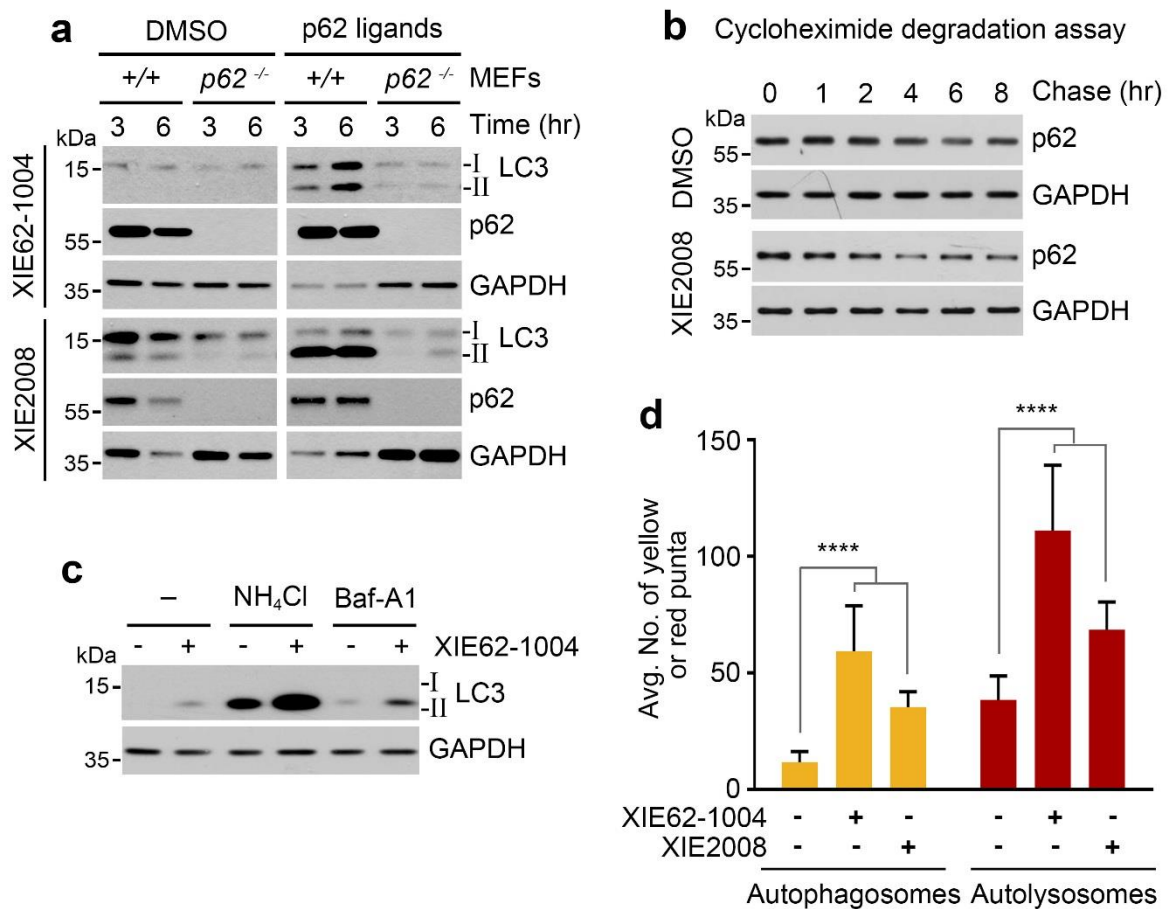 a
DMSO p62 ligands
+/+ p62 -/- +/+ p62 -/- MEFs
3 6 3 6 3 6 3 6 Time (hr)
kDa
XIE62-1004
15- -I LC3
-II
55- p62
35- GAPDH
XIE2008
15- -I LC3
-II
55- p62
35- GAPDH
b Cycloheximide degradation assay
0 1 2 4 6 8 Chase (hr)
kDa
DMSO
55- p62
35- GAPDH
XIE2008
55- p62
35- GAPDH
c
– NH₄Cl Baf-A1
- + - + - + XIE62-1004
kDa
15- -I LC3
-II
35- GAPDH
d
Avg. No. of yellow
or red punta
150
100
50
0
****
****
XIE62-1004 - + - - + -
XIE2008 - - + - - +
Autophagosomes Autolysosomes